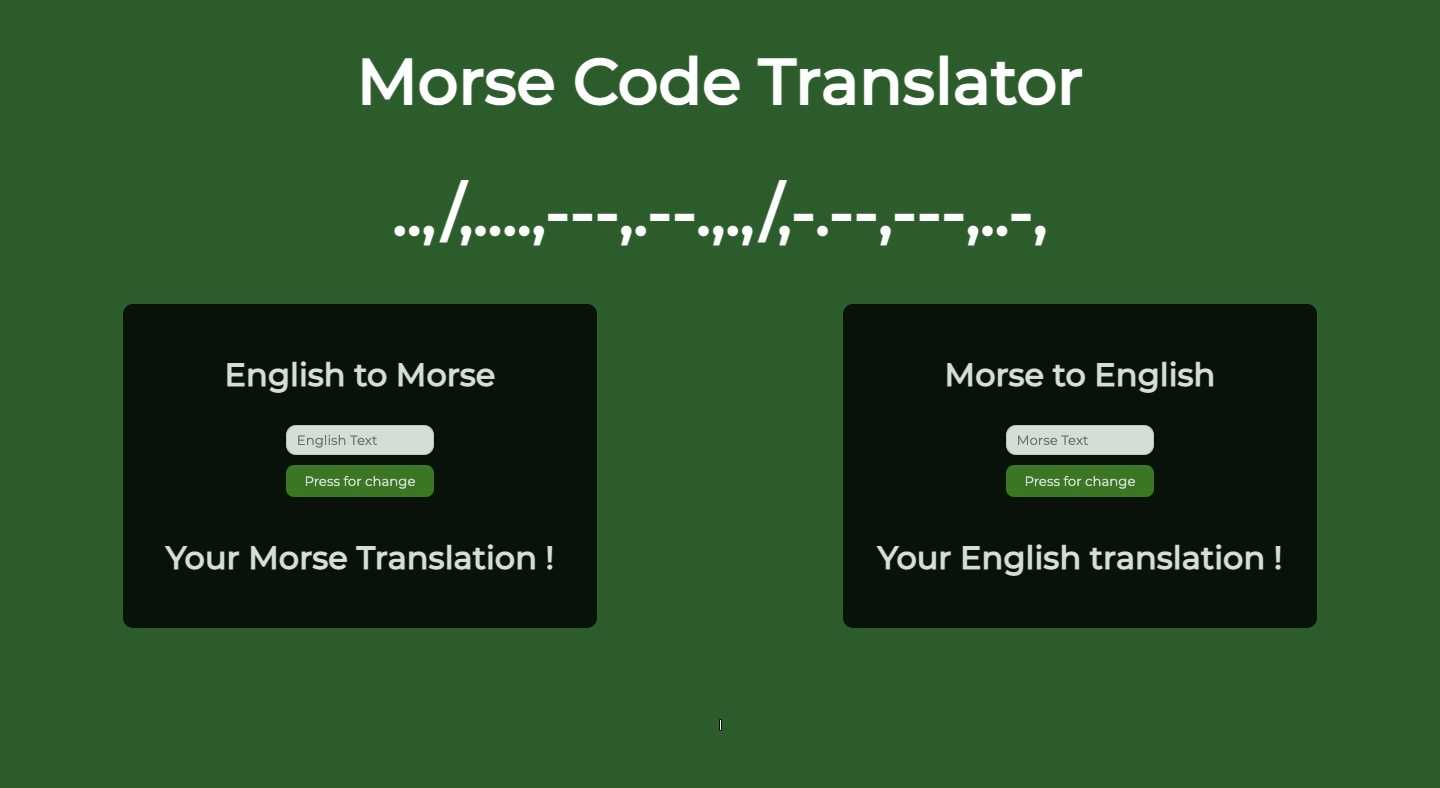 Morse Code Translator
..,/,....,---,.--.,.,/,-.--,---,..-,
English to Morse
English Text
Press for change
Your Morse Translation !
Morse to English
Morse Text
Press for change
Your English translation !